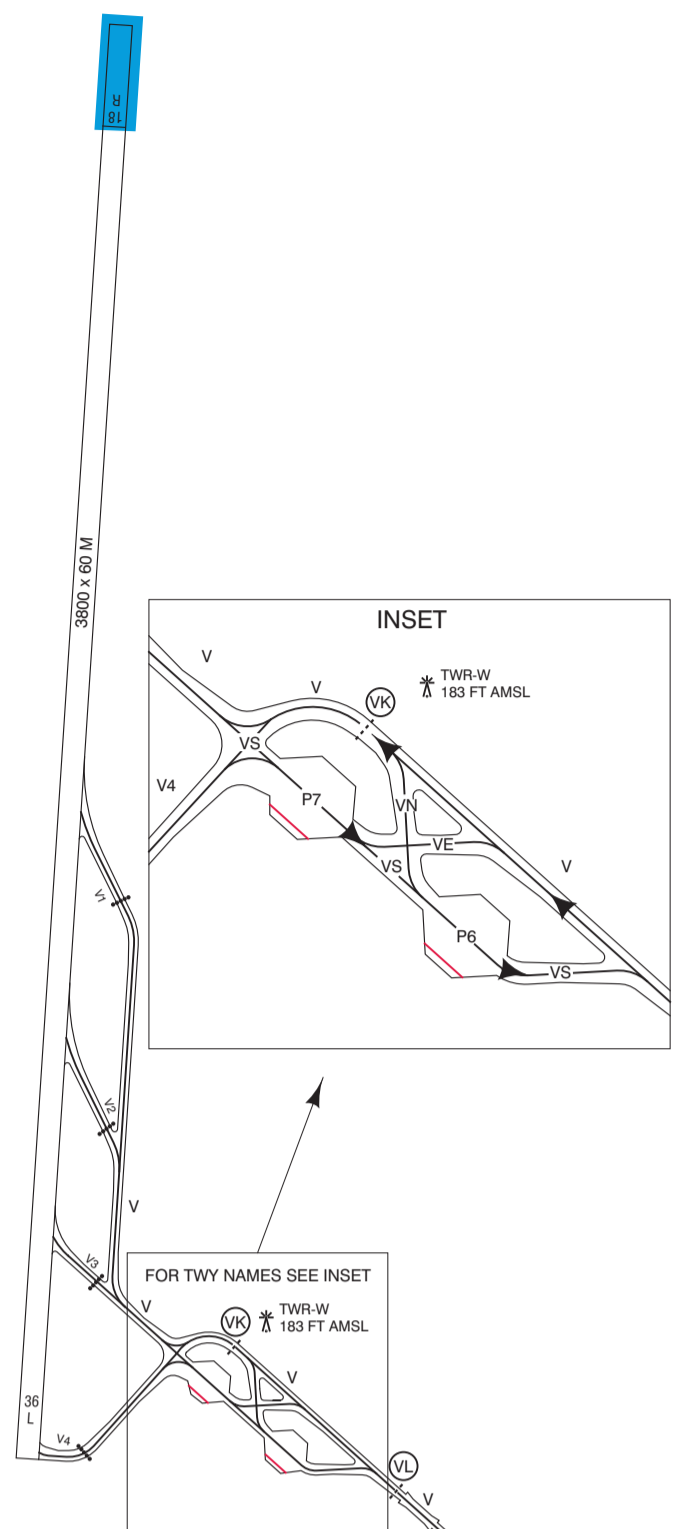 18
R
3800 x 60 M
INSET
V
V
VK
TWR-W
183 FT AMSL
VS
V4
P7
VN
VE
VS
V
P6
VS
V1
V2
V
V3
FOR TWY NAMES SEE INSET
V
VK
TWR-W
183 FT AMSL
V
36
L
V4
VL
V